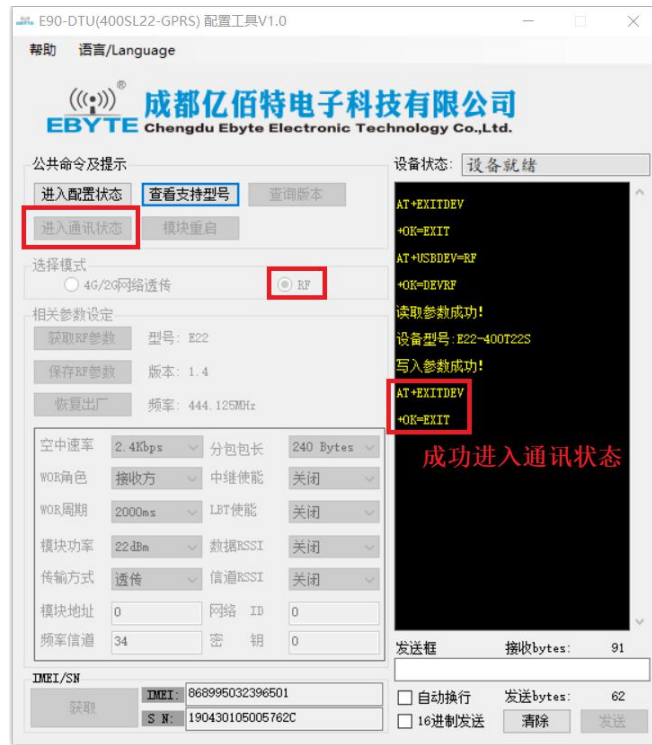 E90-DTU(400SL22-GPRS) 配置工具V1.0
帮助 语言/Language
((( ))) ® 成都亿佰特电子科技有限公司
EBYTE Chengdu Ebyte Electronic Technology Co.,Ltd.
公共命令及提示
进入配置状态 查看支持型号 查询版本
进入通讯状态 模块重启
选择模式
4G/2G网络透传 RF
相关参数设定
获取RF参数 型号: E22
保存RF参数 版本: 1.4
恢复出厂 频率: 444.125MHz
空中速率 2.4Kbps 分包包长 240 Bytes
WOR角色 接收方 中继使能 关闭
WOR周期 2000ms LBT使能 关闭
模块功率 22dBm 数据RSSI 关闭
传输方式 透传 信道RSSI 关闭
模块地址 0 网络 ID 0
频率信道 34 密 钥 0
IMEI/SN
获取 IMEI: 868995032396501
S N: 190430105005762C
设备状态: 设备就绪
AT+EXITDEV
+OK=EXIT
AT+USBDEV=RF
+OK=DEVRF
读取参数成功!
设备型号:E22-400T22S
写入参数成功!
AT+EXITDEV
+OK=EXIT
成功进入通讯状态
发送框 接收bytes: 91
自动换行 发送bytes: 62
16进制发送 清除 发送